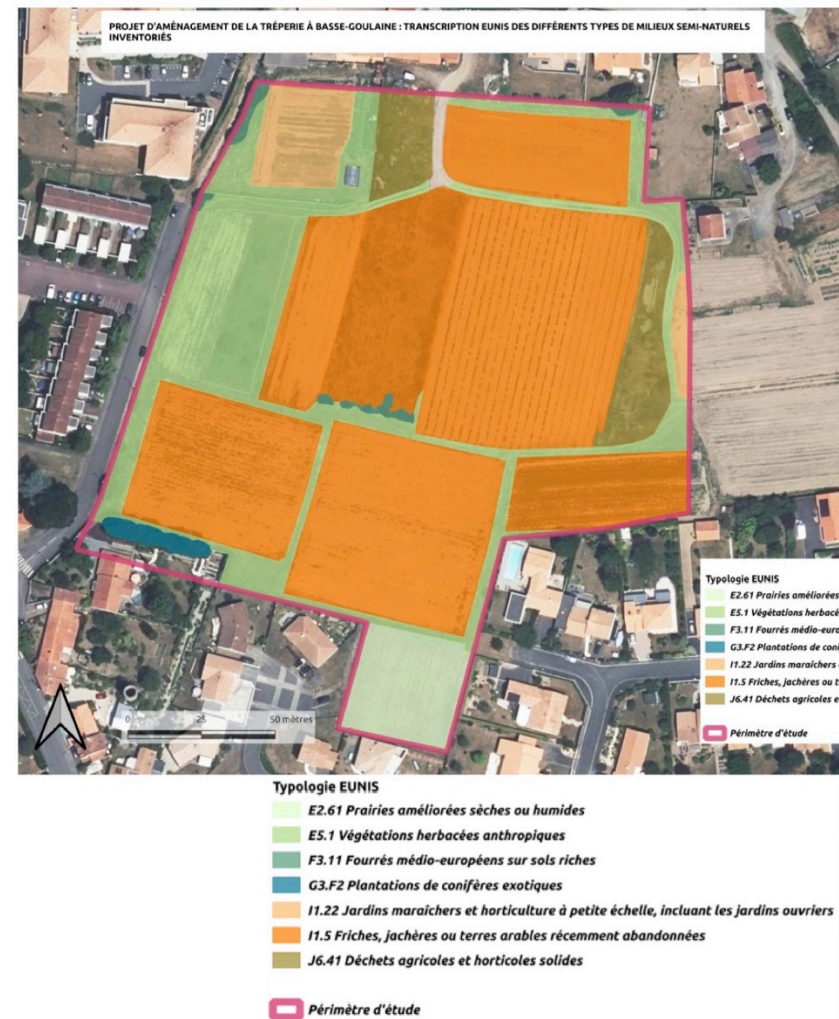 PROJET D'AMÉNAGEMENT DE LA TRÉPERIE À BASSE-GOULAINE : TRANSCRIPTION EUNIS DES DIFFÉRENTS TYPES DE MILIEUX SEMI-NATURELS
INVENTORIÉS
Typologie EUNIS
E2.61 Prairies améliorées
E5.1 Végétations herbacé
F3.11 Fourrés médio-euro
G3.F2 Plantations de coni
I1.22 Jardins maraîchers
I1.5 Friches, jachères ou t
J6.41 Déchets agricoles e
Périmètre d'étude
0 25 50 mètres
Typologie EUNIS
E2.61 Prairies améliorées sèches ou humides
E5.1 Végétations herbacées anthropiques
F3.11 Fourrés médio-européens sur sols riches
G3.F2 Plantations de conifères exotiques
I1.22 Jardins maraîchers et horticulture à petite échelle, incluant les jardins ouvriers
I1.5 Friches, jachères ou terres arables récemment abandonnées
J6.41 Déchets agricoles et horticoles solides
Périmètre d'étude